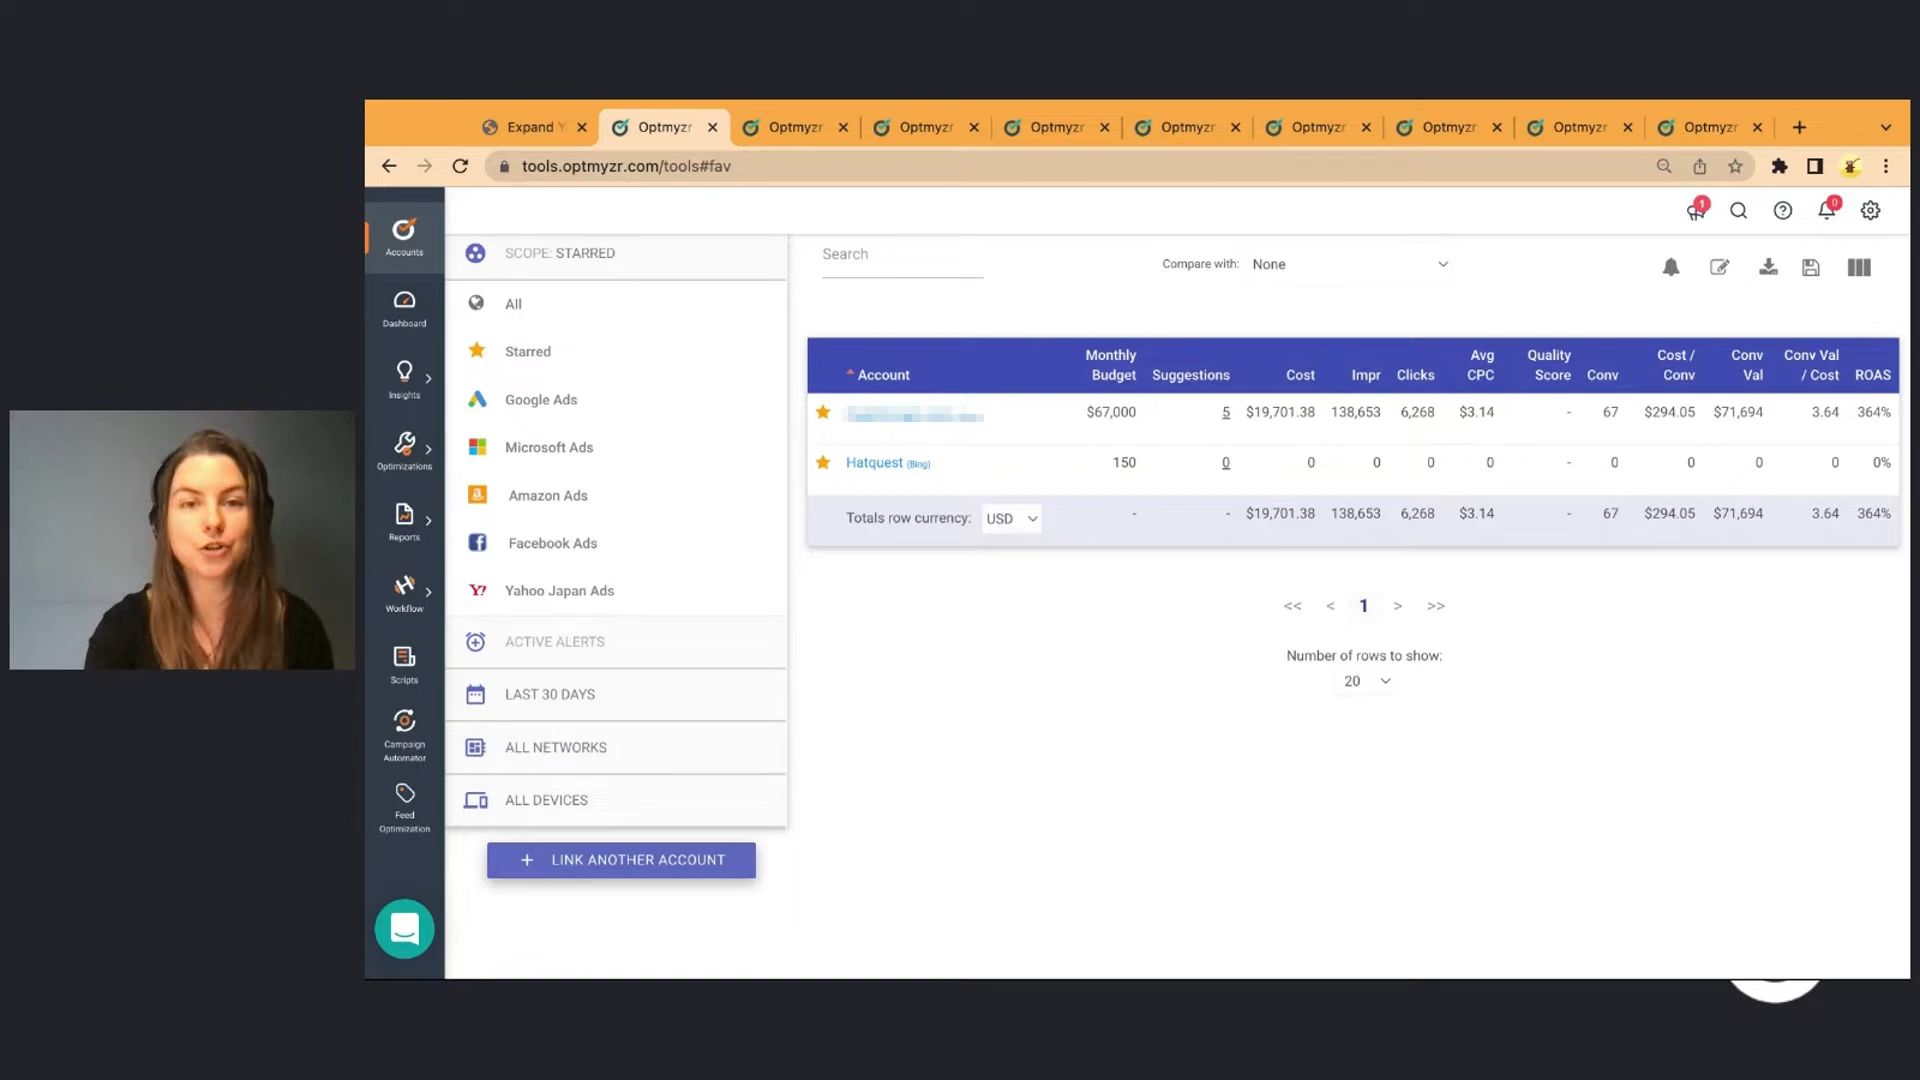 Expand Y
Optmyzr
Optmyzr
Optmyzr
Optmyzr
Optmyzr
Optmyzr
Optmyzr
Optmyzr
Optmyzr
tools.optmyzr.com/tools#fav
1
0
Accounts
Dashboard
Insights
Optimizations
Reports
Workflow
Scripts
Campaign
Automator
Feed
Optimization
SCOPE: STARRED
All
Starred
Google Ads
Microsoft Ads
Amazon Ads
Facebook Ads
Yahoo Japan Ads
ACTIVE ALERTS
LAST 30 DAYS
ALL NETWORKS
ALL DEVICES
+ LINK ANOTHER ACCOUNT
Search
Compare with: None
Account Monthly Budget Suggestions Cost Impr Clicks Avg CPC Quality Score Conv Cost / Conv Conv Val Conv Val / Cost ROAS
$67,000 5 $19,701.38 138,653 6,268 $3.14 - 67 $294.05 $71,694 3.64 364%
Hatquest (Bing) 150 0 0 0 0 0 - 0 0 0 0 0%
Totals row currency: USD - - $19,701.38 138,653 6,268 $3.14 - 67 $294.05 $71,694 3.64 364%
<< < 1 > >>
Number of rows to show:
20